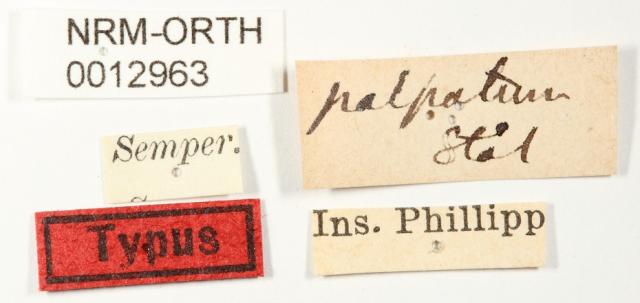 NRM-ORTH
0012963
palpatum
Stål
Semper.
Typus
Ins. Phillipp